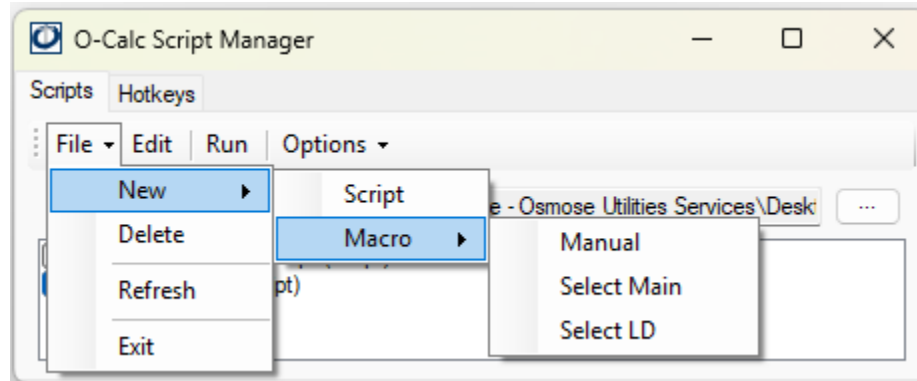 O-Calc Script Manager
Scripts Hotkeys
File Edit Run Options
New Script
e - Osmose Utilities Services\Deskt ...
Delete Macro Manual
Refresh pt) Select Main
Exit Select LD